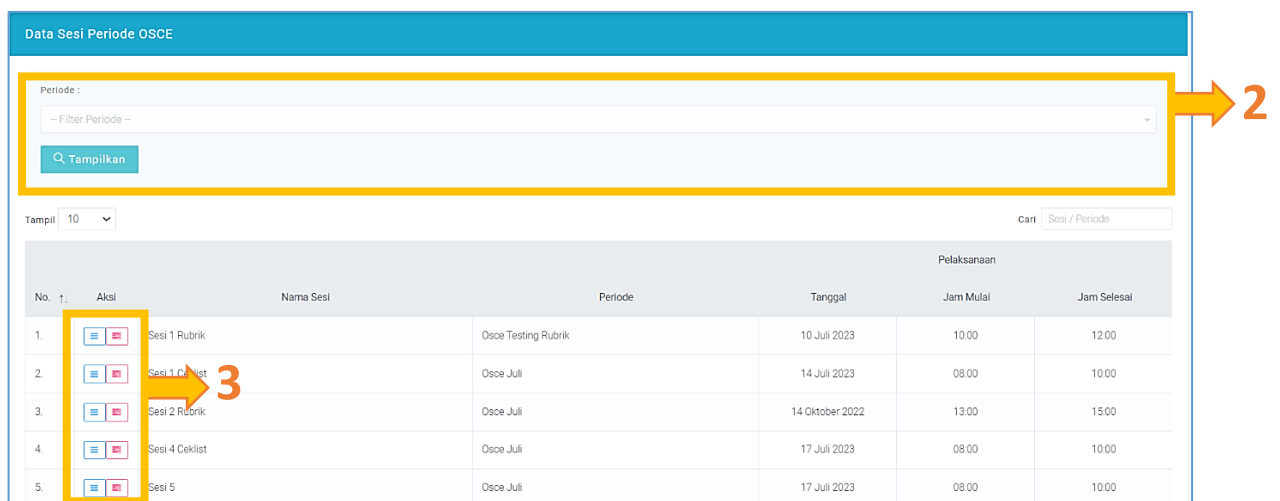 Data Sesi Periode OSCE
Periode :
-- Filter Periode --
Tampilkan
2
Tampil 10
Cari Sesi / Periode
Pelaksanaan
No. Aksi Nama Sesi Periode Tanggal Jam Mulai Jam Selesai
1. Sesi 1 Rubrik Osce Testing Rubrik 10 Juli 2023 10:00 12:00
2. Sesi 1 Ceklist Osce Juli 14 Juli 2023 08:00 10:00
3
3. Sesi 2 Rubrik Osce Juli 14 Oktober 2022 13:00 15:00
4. Sesi 4 Ceklist Osce Juli 17 Juli 2023 08:00 10:00
5. Sesi 5 Osce Juli 17 Juli 2023 08:00 10:00